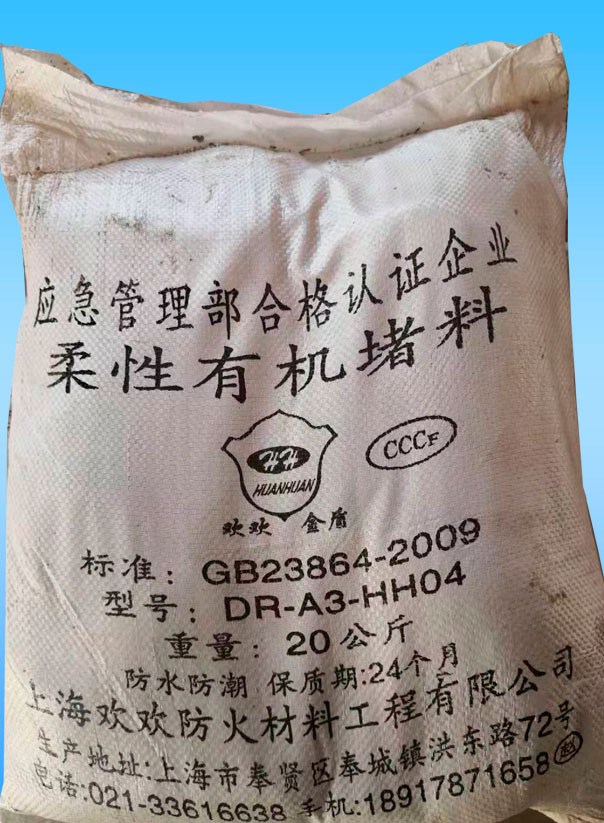 应急管理部合格认证企业
柔性有机堵料
HH
HUANHUAN
CCCF
欢欢 金盾
标准：GB23864-2009
型号：DR-A3-HH04
重量：20公斤
防水防潮 保质期:24个月
上海欢欢防火材料工程有限公司
生产地址:上海市奉贤区奉城镇洪东路72号
电话:021-33616638 手机:18917871658